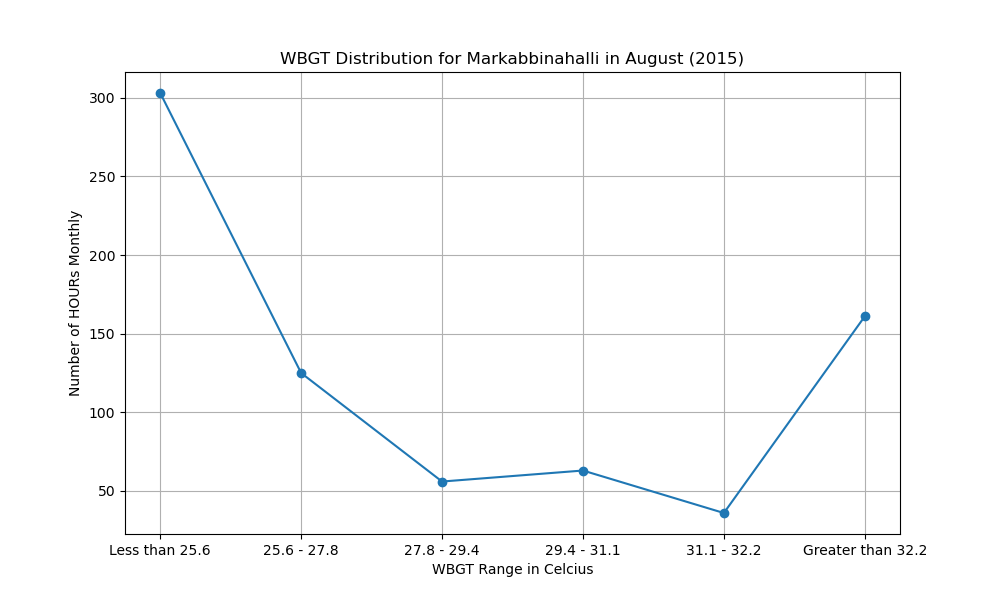 WBGT Distribution for Markabbinahalli in August (2015)
Number of HOURs Monthly
300
250
200
150
100
50
Less than 25.6
25.6 - 27.8
27.8 - 29.4
29.4 - 31.1
31.1 - 32.2
Greater than 32.2
WBGT Range in Celcius